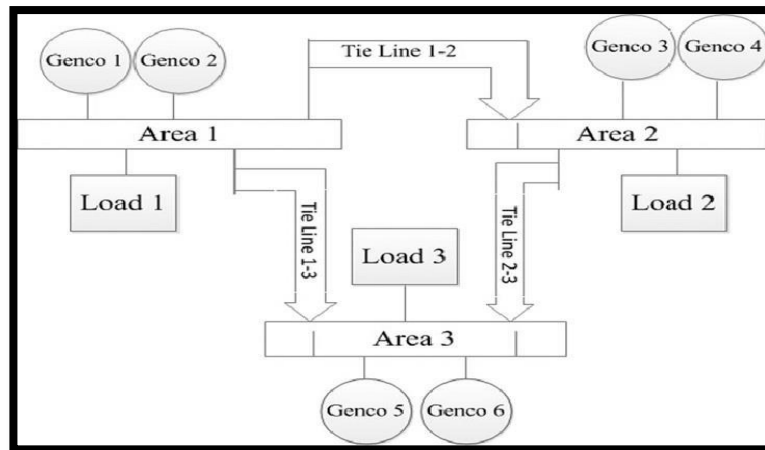 Genco 1
Genco 2
Tie Line 1-2
Genco 3
Genco 4
Area 1
Area 2
Load 1
Load 2
Tie Line 1-3
Tie Line 2-3
Load 3
Area 3
Genco 5
Genco 6